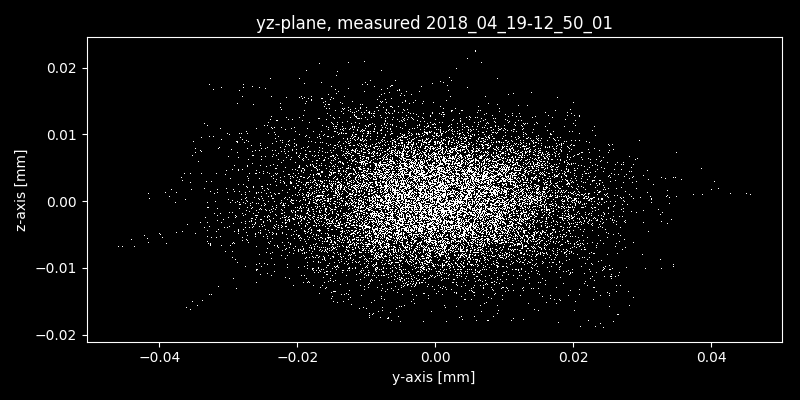 yz-plane, measured 2018_04_19-12_50_01
z-axis [mm]
0.02
0.01
0.00
−0.01
−0.02
−0.04 −0.02 0.00 0.02 0.04
y-axis [mm]